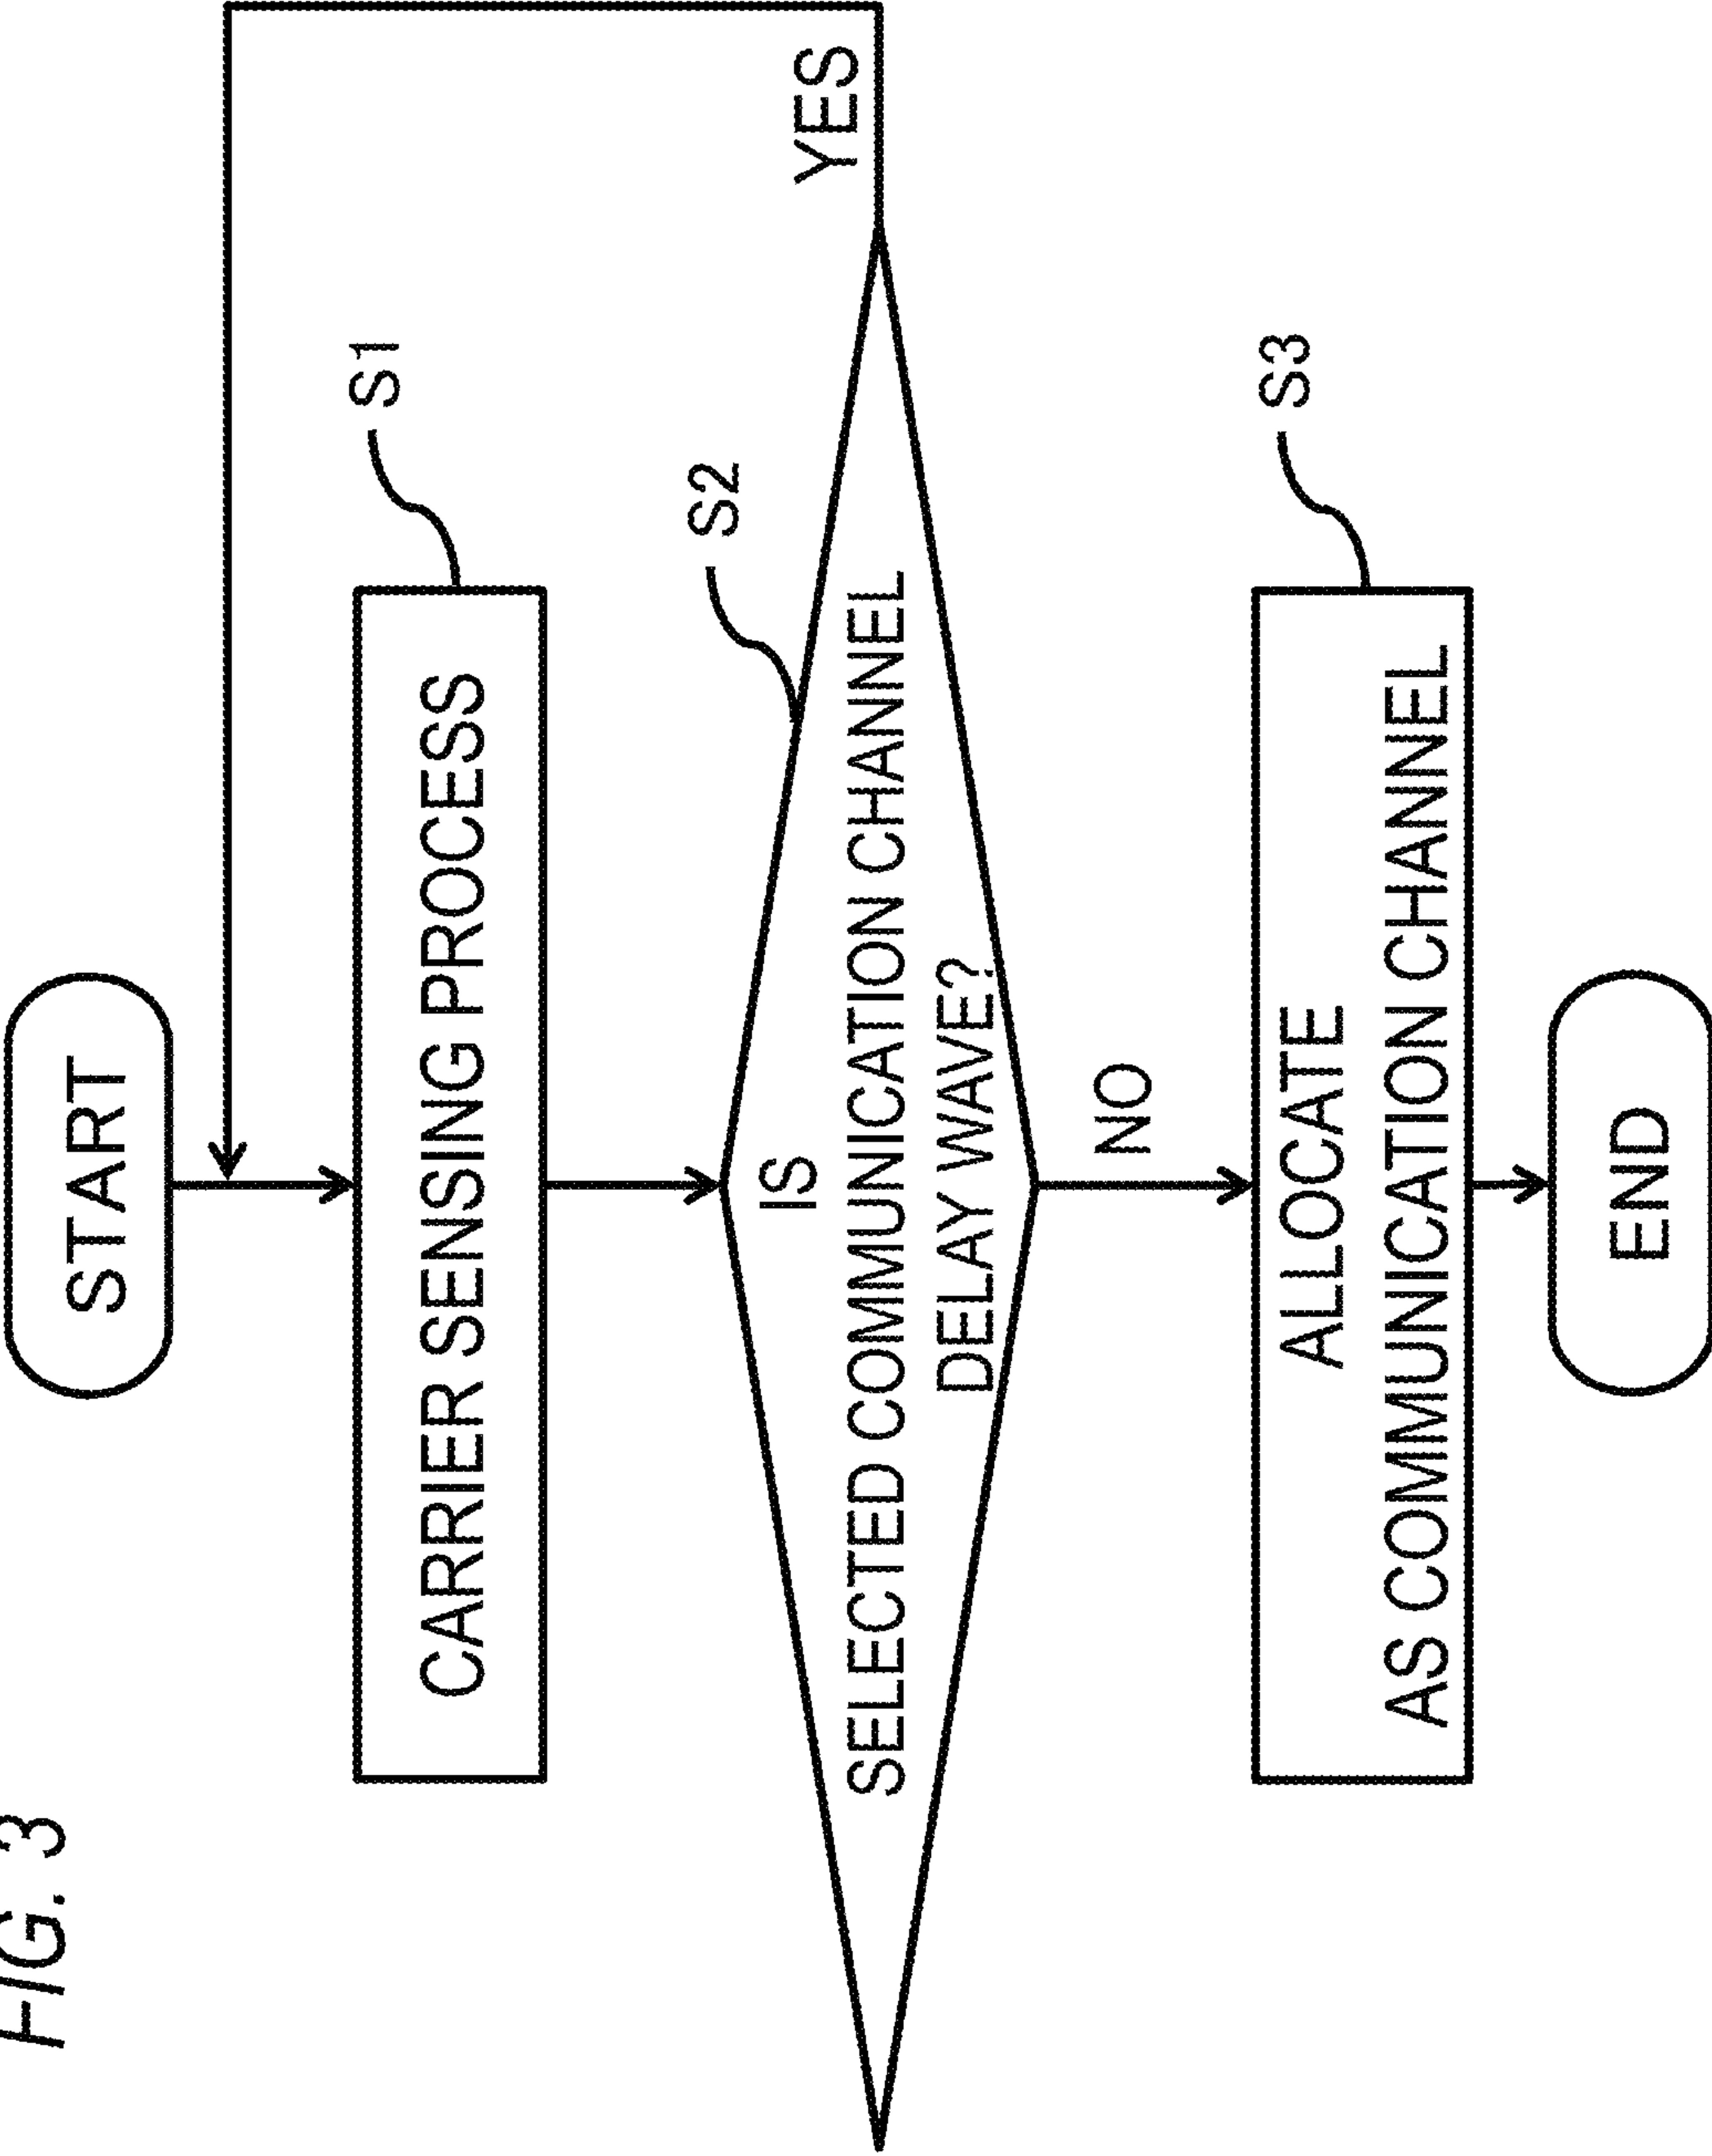 FIG. 3
START
CARRIER SENSING PROCESS
S1
IS
SELECTED COMMUNICATION CHANNEL
DELAY WAVE?
S2
YES
NO
ALLOCATE
AS COMMUNICATION CHANNEL
S3
END